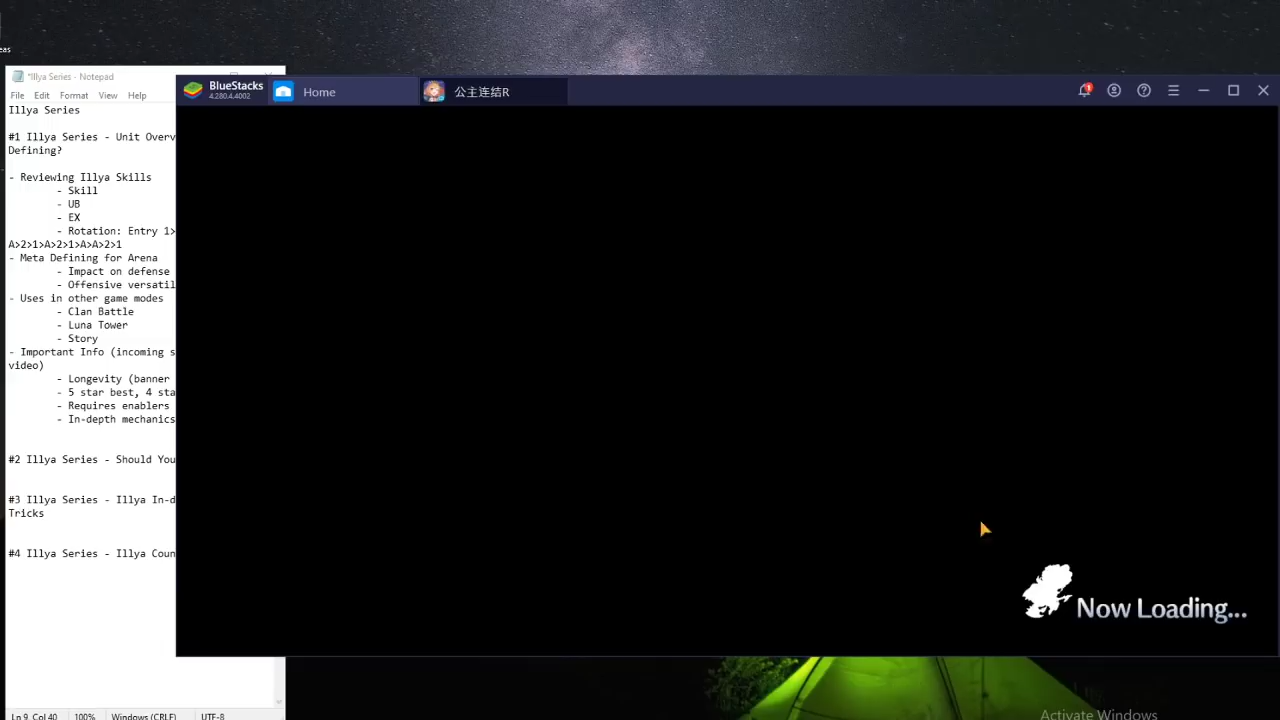 eas
*Illya Series - Notepad
File Edit Format View Help
Illya Series
#1 Illya Series - Unit Overv
Defining?
- Reviewing Illya Skills
- Skill
- UB
- EX
- Rotation: Entry 1>
A>2>1>A>2>1>A>A>2>1
- Meta Defining for Arena
- Impact on defense
- Offensive versatil
- Uses in other game modes
- Clan Battle
- Luna Tower
- Story
- Important Info (incoming s
video)
- Longevity (banner
- 5 star best, 4 sta
- Requires enablers
- In-depth mechanics
#2 Illya Series - Should You
#3 Illya Series - Illya In-d
Tricks
#4 Illya Series - Illya Coun
Ln 9, Col 40 100% Windows (CRLF) UTF-8
BlueStacks
4.280.4.4002
Home
公主连结R
Now Loading...
Activate Windows